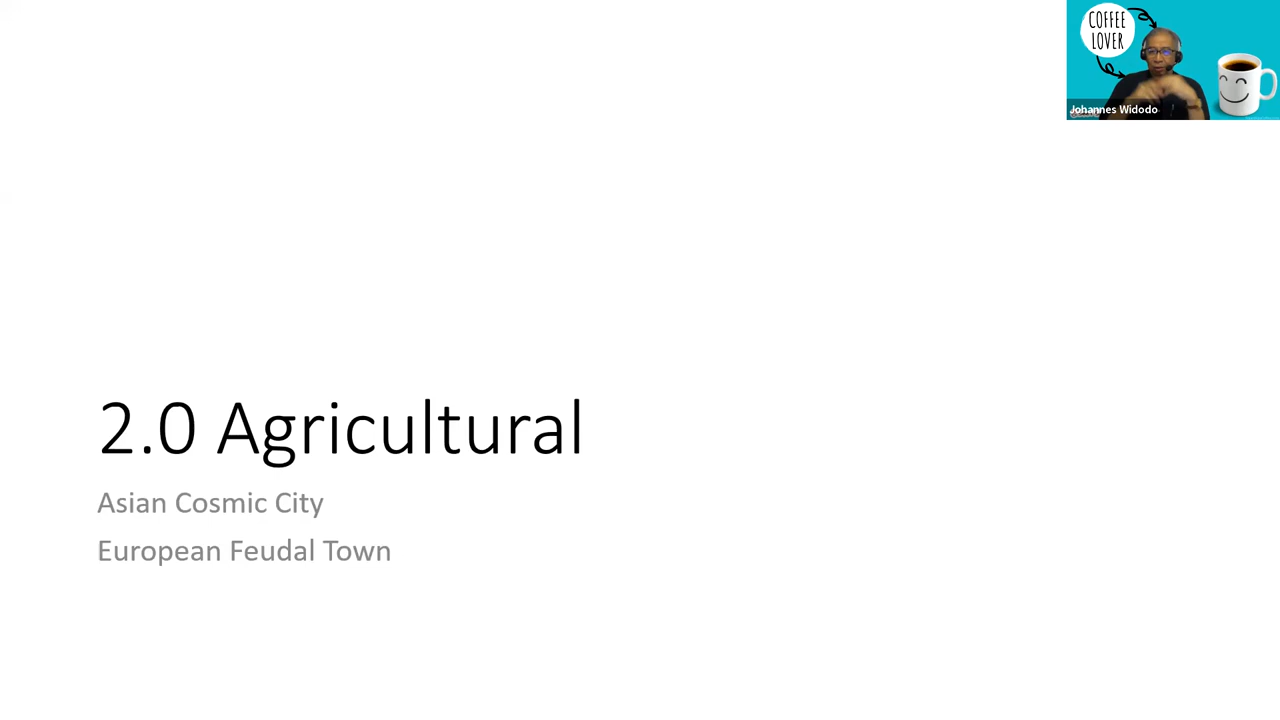 COFFEE
LOVER
Johannes Widodo
2.0 Agricultural
Asian Cosmic City
European Feudal Town